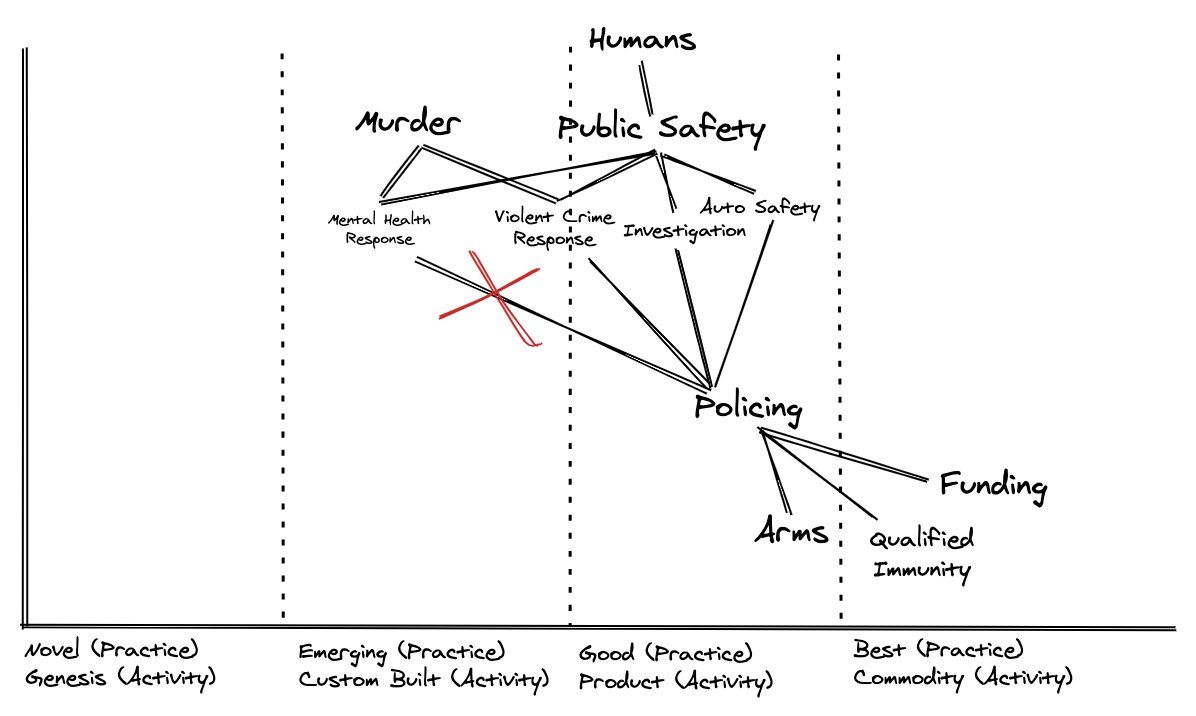 Humans
Murder
Public Safety
Mental Health
Response
Violent Crime
Response
Investigation
Auto Safety
Policing
Funding
Arms
Qualified
Immunity
Novel (Practice)
Genesis (Activity)
Emerging (Practice)
Custom Built (Activity)
Good (Practice)
Product (Activity)
Best (Practice)
Commodity (Activity)